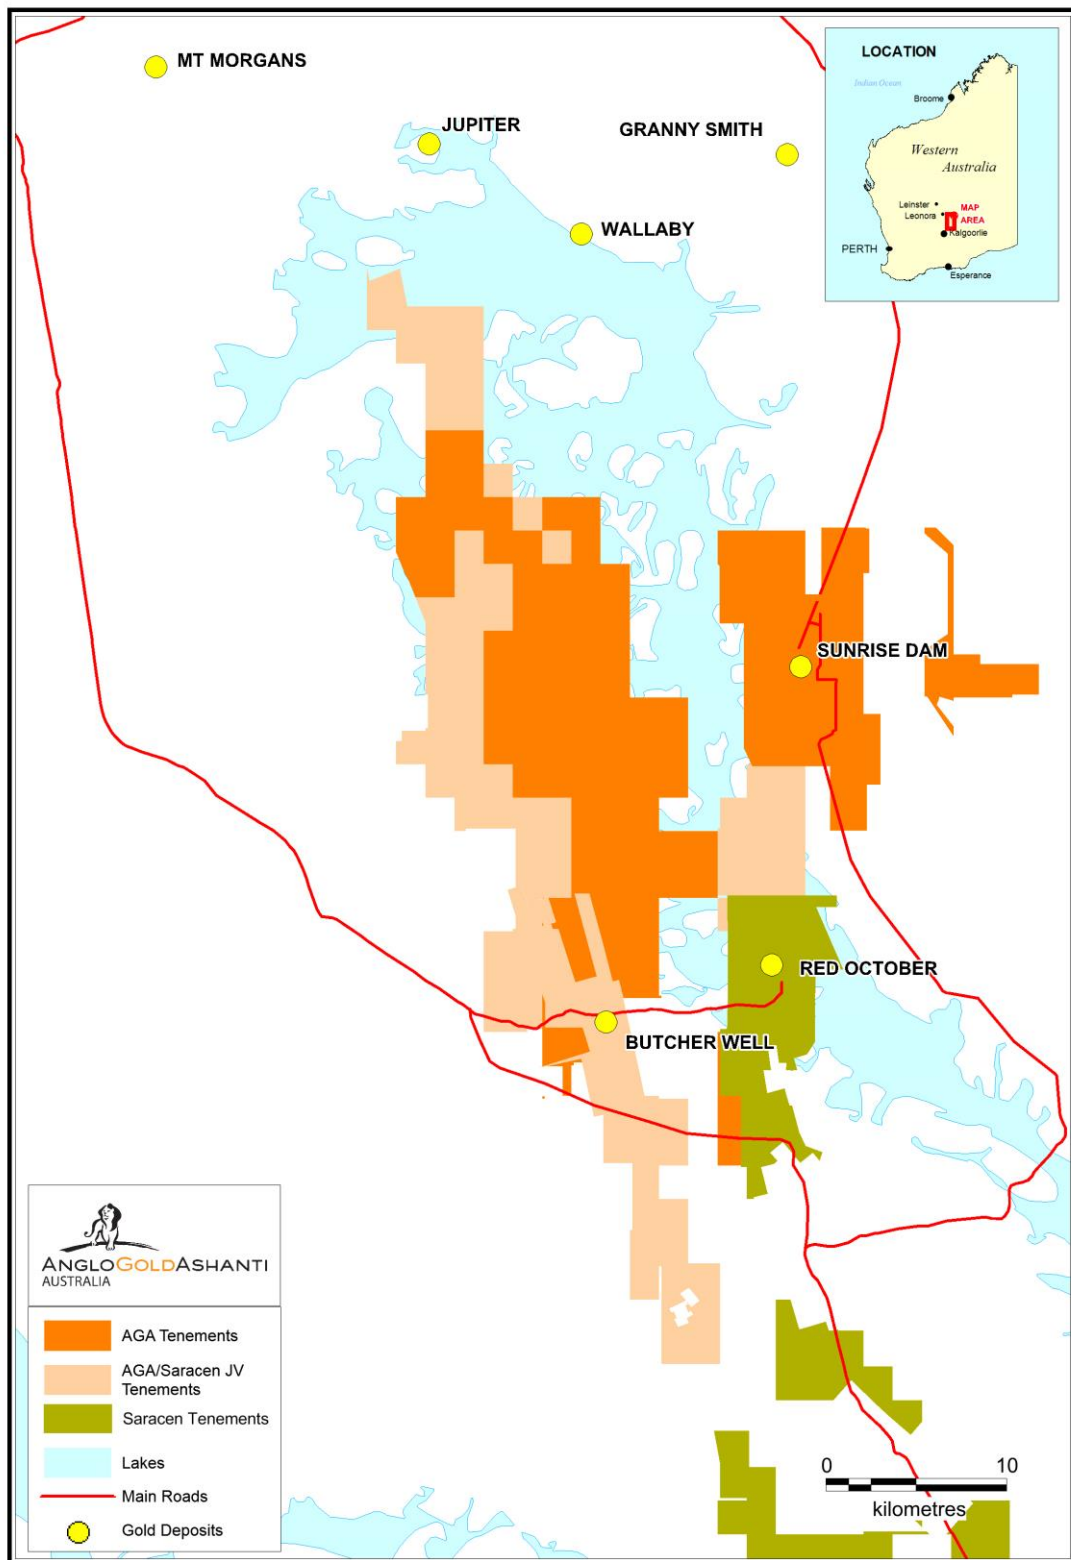 MT MORGANS
JUPITER
GRANNY SMITH
WALLABY
LOCATION
Indian Ocean
Broome
Western
Australia
Leinster
Leonora
MAP
AREA
Kalgoorlie
PERTH
Esperance
SUNRISE DAM
RED OCTOBER
BUTCHER WELL
ANGLOGOLDASHANTI
AUSTRALIA
AGA Tenements
AGA/Saracen JV
Tenements
Saracen Tenements
Lakes
Main Roads
Gold Deposits
0 10
kilometres